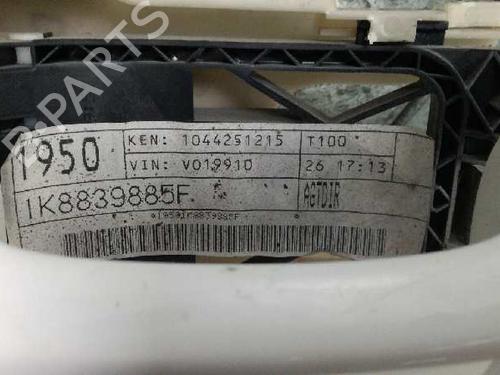 B-PARTS
1950
KEN: 1044251215
T100
VIN: V019910
26 17:13
1K8839885F
AGTDIR